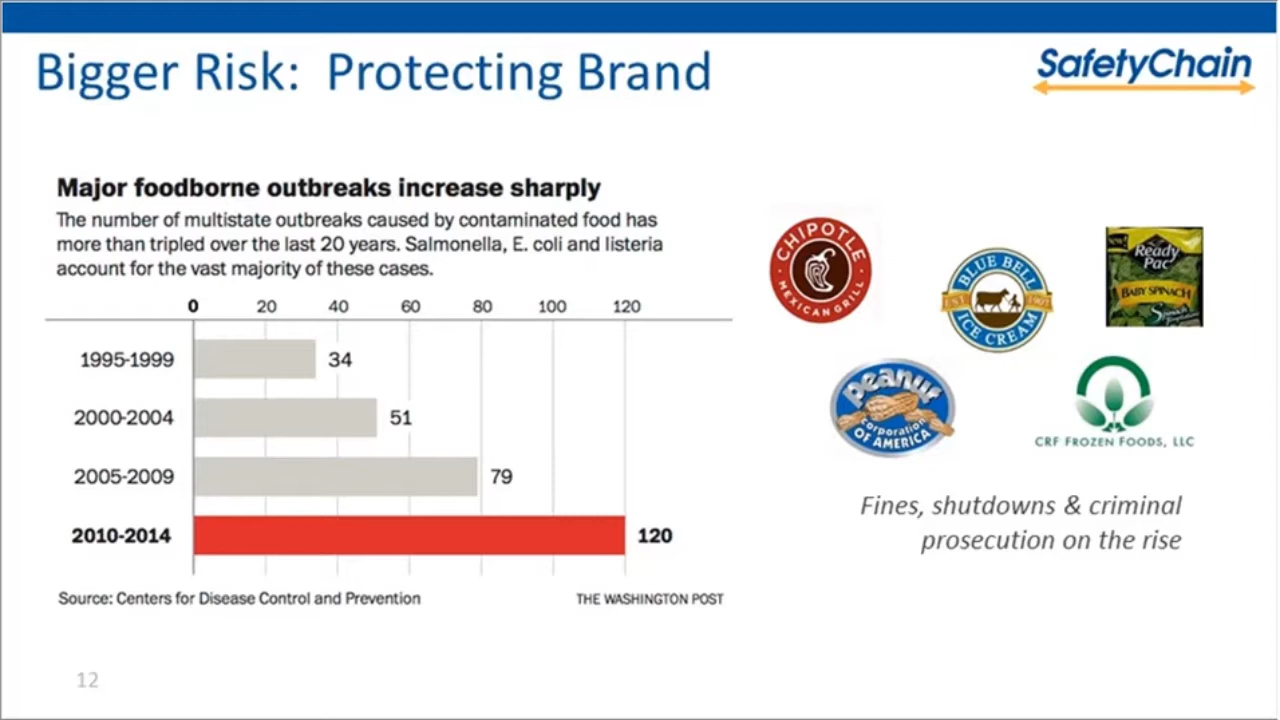 Bigger Risk: Protecting Brand
SafetyChain
Major foodborne outbreaks increase sharply
The number of multistate outbreaks caused by contaminated food has
more than tripled over the last 20 years. Salmonella, E. coli and listeria
account for the vast majority of these cases.
0 20 40 60 80 100 120
1995-1999 34
2000-2004 51
2005-2009 79
2010-2014 120
Source: Centers for Disease Control and Prevention THE WASHINGTON POST
CHIPOTLE
MEXICAN GRILL
BLUE BELL
EST. 1907
ICE CREAM
Ready
Pac
BABY SPINACH
peanut
corporation
OF AMERICA
CRF FROZEN FOODS, LLC
Fines, shutdowns & criminal
prosecution on the rise
12